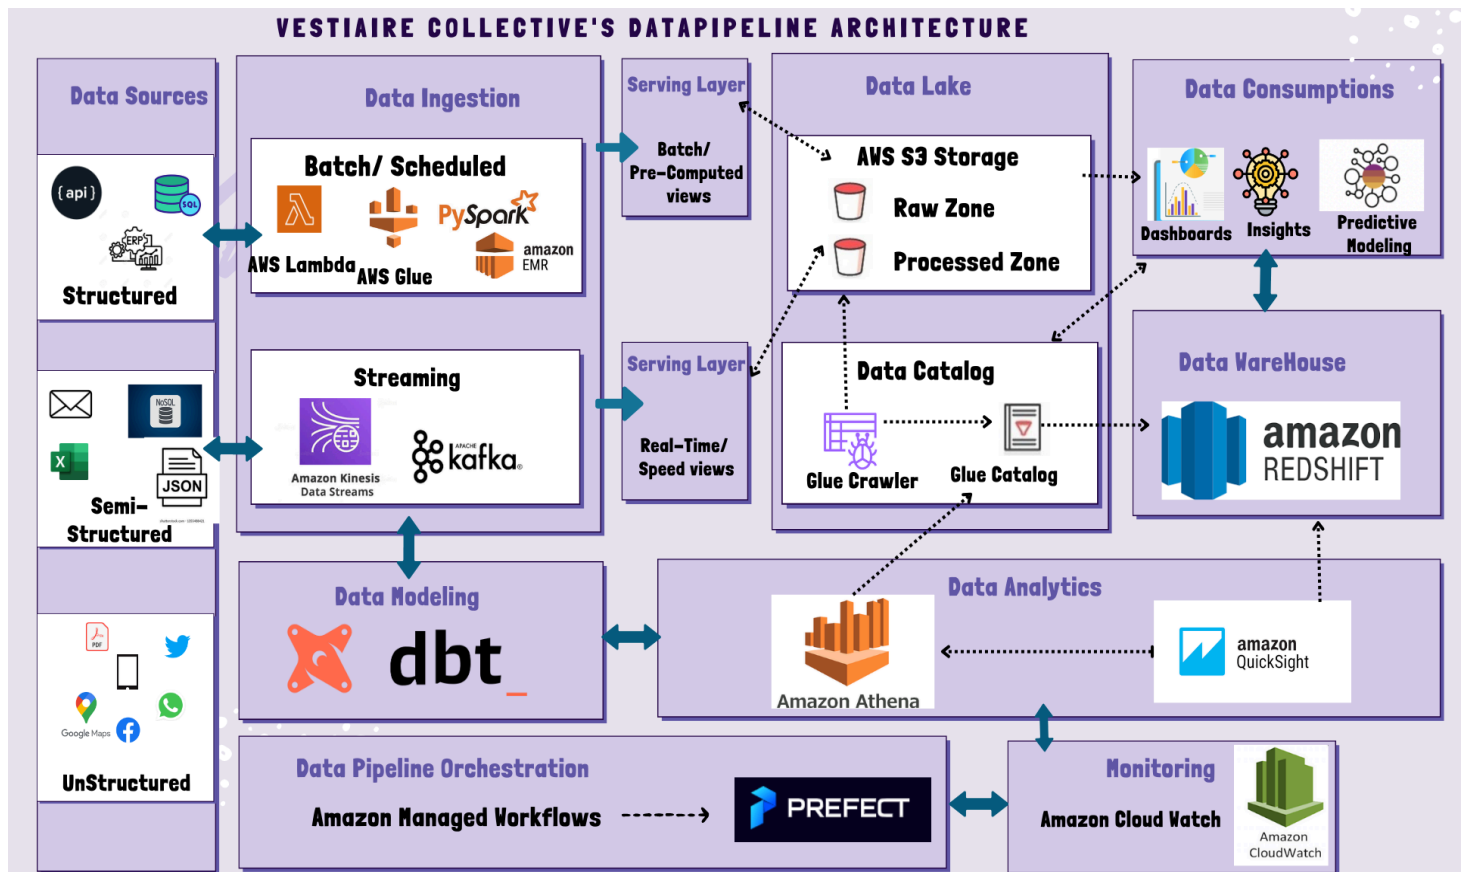 VESTIAIRE COLLECTIVE'S DATAPIPELINE ARCHITECTURE
Data Sources
{ api }
SQL
ERP
Structured
NoSQL
X
JSON
Semi-
Structured
PDF
Google Maps
UnStructured
Data Ingestion
Batch/ Scheduled
PySpark
amazon
EMR
AWS Lambda
AWS Glue
Streaming
Amazon Kinesis
Data Streams
APACHE
kafka®
Serving Layer
Batch/
Pre-Computed
views
Serving Layer
Real-Time/
Speed views
Data Lake
AWS S3 Storage
Raw Zone
Processed Zone
Data Catalog
Glue Crawler
Glue Catalog
Data Consumptions
Dashboards
Insights
Predictive
Modeling
Data WareHouse
amazon
REDSHIFT
Data Modeling
dbt_
Data Analytics
Amazon Athena
amazon
QuickSight
Data Pipeline Orchestration
Amazon Managed Workflows
PREFECT
Monitoring
Amazon Cloud Watch
Amazon
CloudWatch